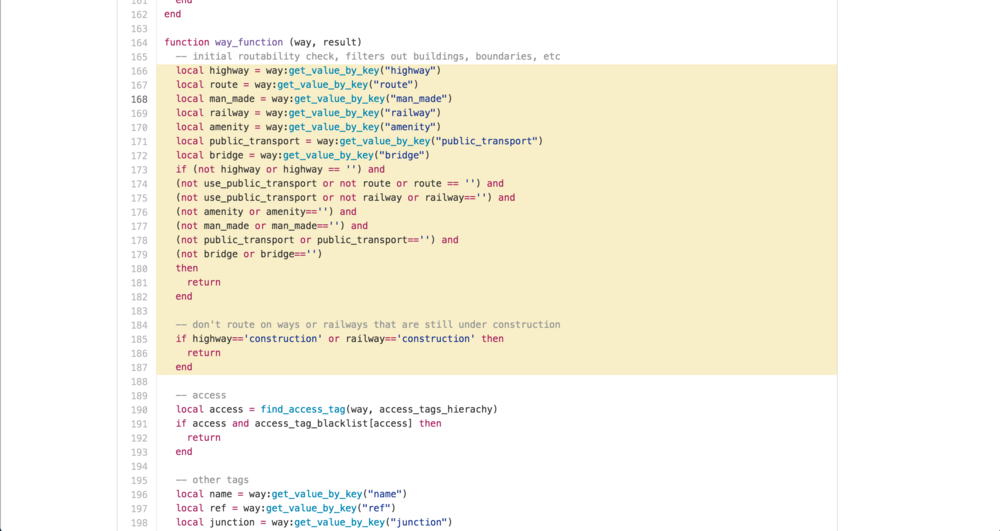 161 end
162 end
163
164 function way_function (way, result)
165 -- initial routability check, filters out buildings, boundaries, etc
166 local highway = way:get_value_by_key("highway")
167 local route = way:get_value_by_key("route")
168 local man_made = way:get_value_by_key("man_made")
169 local railway = way:get_value_by_key("railway")
170 local amenity = way:get_value_by_key("amenity")
171 local public_transport = way:get_value_by_key("public_transport")
172 local bridge = way:get_value_by_key("bridge")
173 if (not highway or highway == '') and
174 (not use_public_transport or not route or route == '') and
175 (not use_public_transport or not railway or railway=='') and
176 (not amenity or amenity=='') and
177 (not man_made or man_made=='') and
178 (not public_transport or public_transport=='') and
179 (not bridge or bridge=='')
180 then
181 return
182 end
183
184 -- don't route on ways or railways that are still under construction
185 if highway=='construction' or railway=='construction' then
186 return
187 end
188
189 -- access
190 local access = find_access_tag(way, access_tags_hierachy)
191 if access and access_tag_blacklist[access] then
192 return
193 end
194
195 -- other tags
196 local name = way:get_value_by_key("name")
197 local ref = way:get_value_by_key("ref")
198 local junction = way:get_value_by_key("junction")